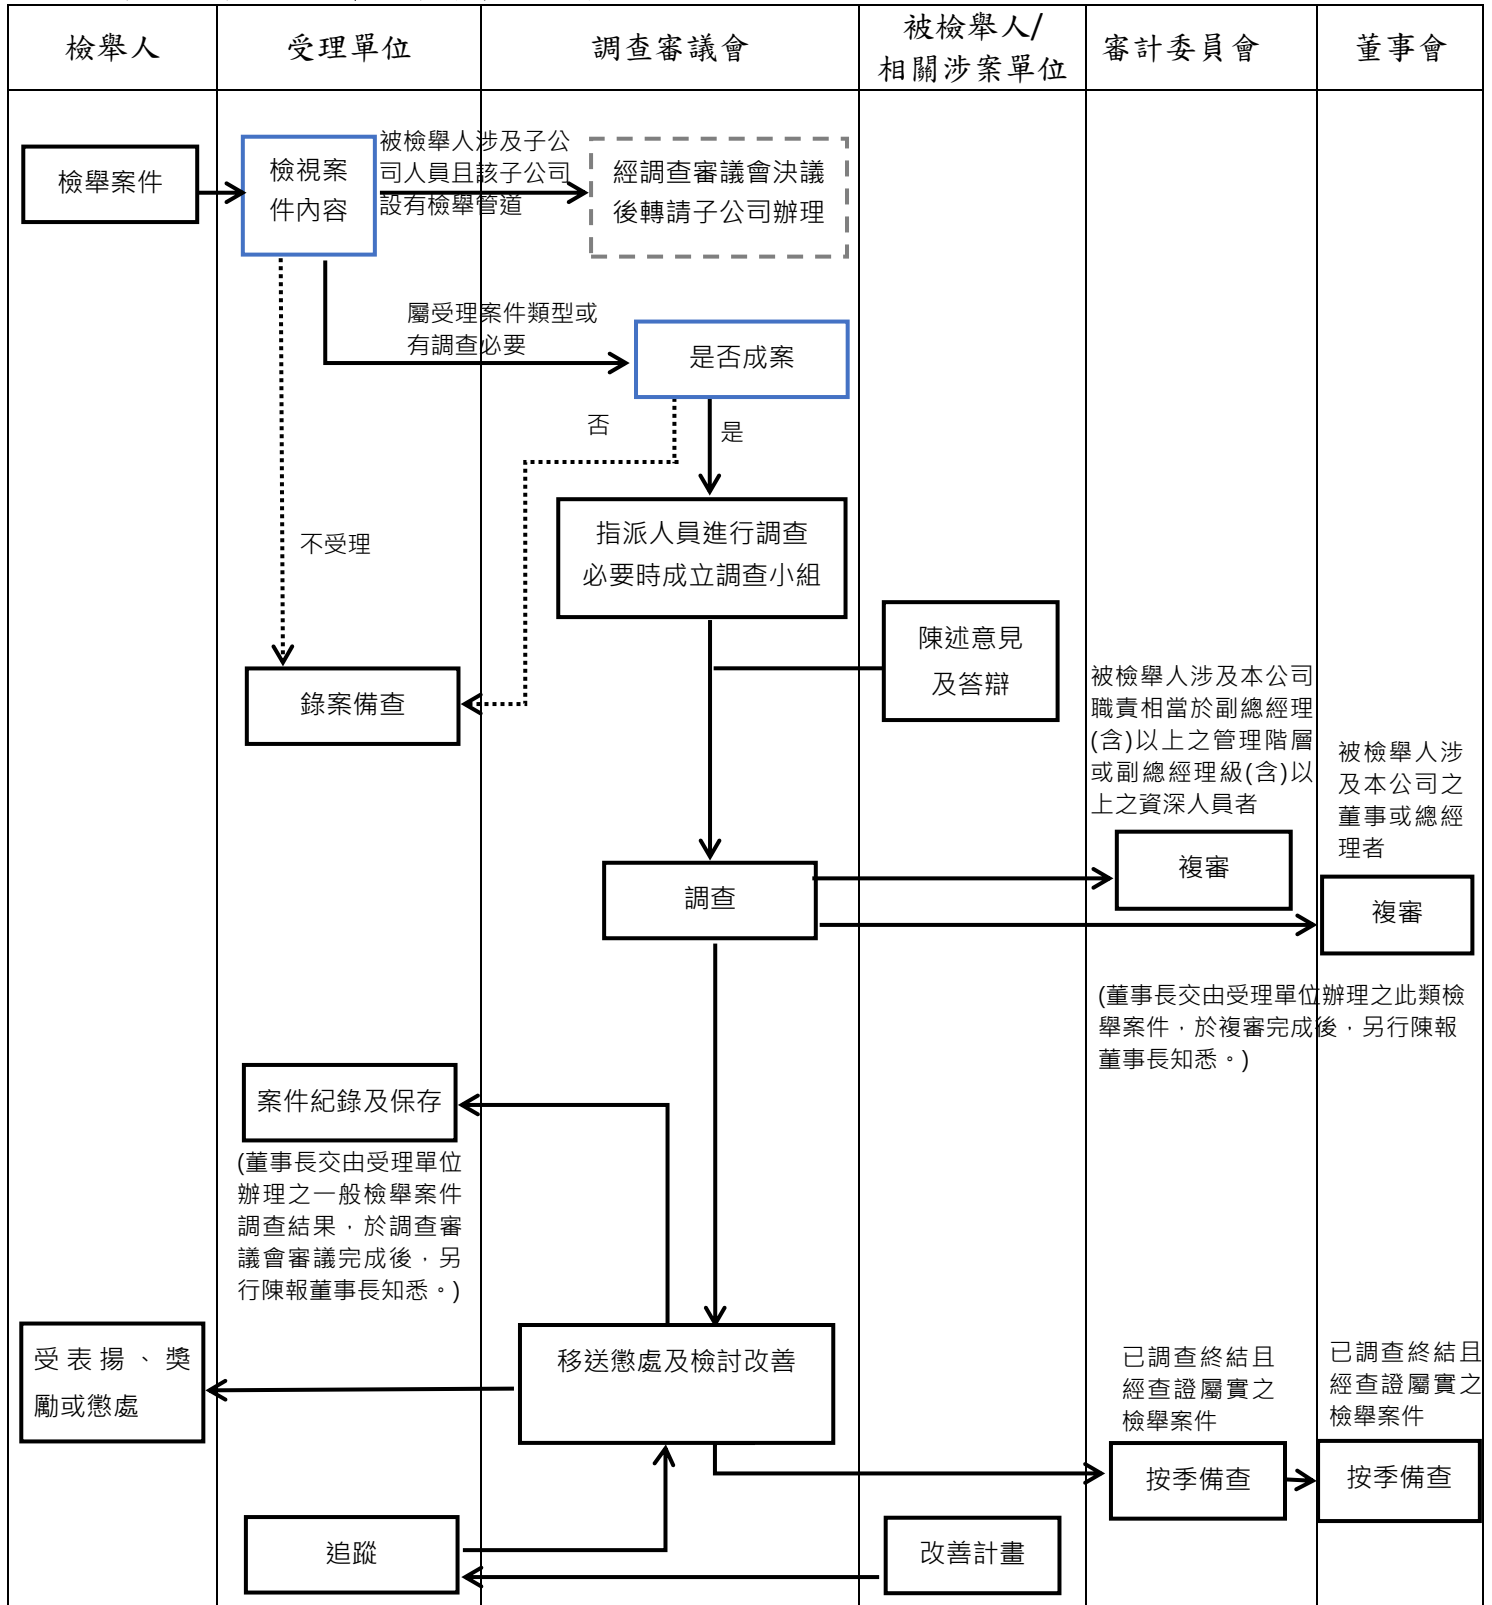 檢舉人
受理單位
調查審議會
被檢舉人/
相關涉案單位
審計委員會
董事會
檢舉案件
檢視案
件內容
被檢舉人涉及子公
司人員且該子公司
設有檢舉管道
經調查審議會決議
後轉請子公司辦理
屬受理案件類型或
有調查必要
是否成案
否
是
不受理
指派人員進行調查
必要時成立調查小組
陳述意見
及答辯
錄案備查
被檢舉人涉及本公司
職責相當於副總經理
(含)以上之管理階層
或副總經理級(含)以
上之資深人員者
被檢舉人涉
及本公司之
董事或總經
理者
調查
複審
複審
(董事長交由受理單位辦理之此類檢
舉案件，於複審完成後，另行陳報
董事長知悉。)
案件紀錄及保存
(董事長交由受理單位
辦理之一般檢舉案件
調查結果，於調查審
議會審議完成後，另
行陳報董事長知悉。)
受表揚、獎
勵或懲處
移送懲處及檢討改善
已調查終結且
經查證屬實之
檢舉案件
已調查終結且
經查證屬實之
檢舉案件
按季備查
按季備查
追蹤
改善計畫